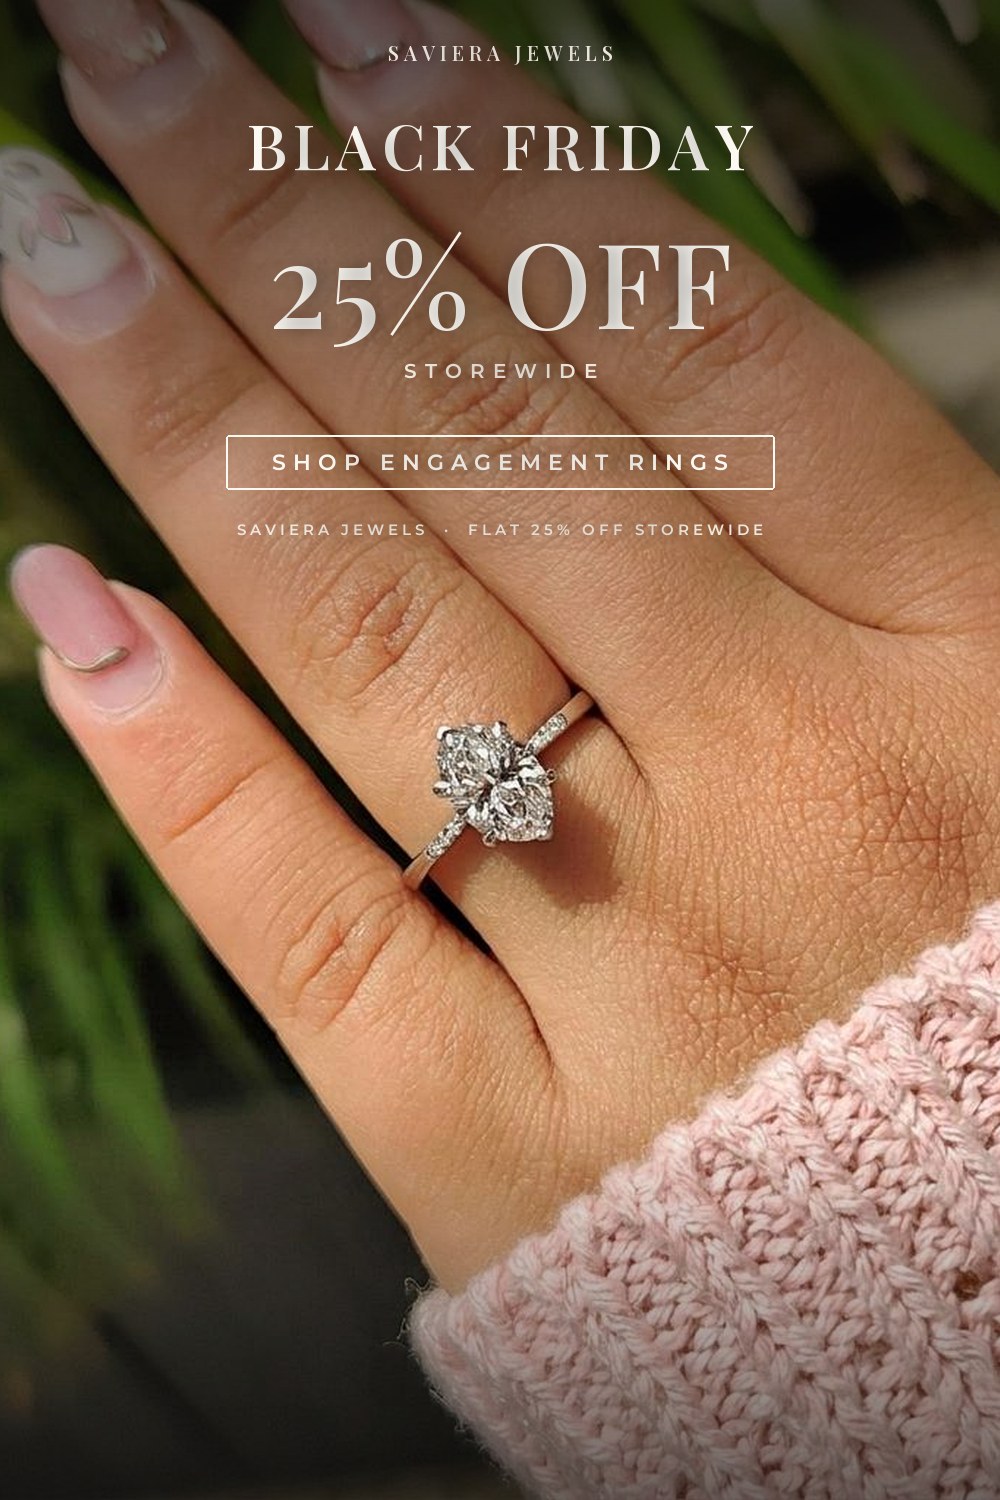 SAVIERA JEWELS
BLACK FRIDAY
25% OFF
STOREWIDE
SHOP ENGAGEMENT RINGS
SAVIERA JEWELS · FLAT 25% OFF STOREWIDE